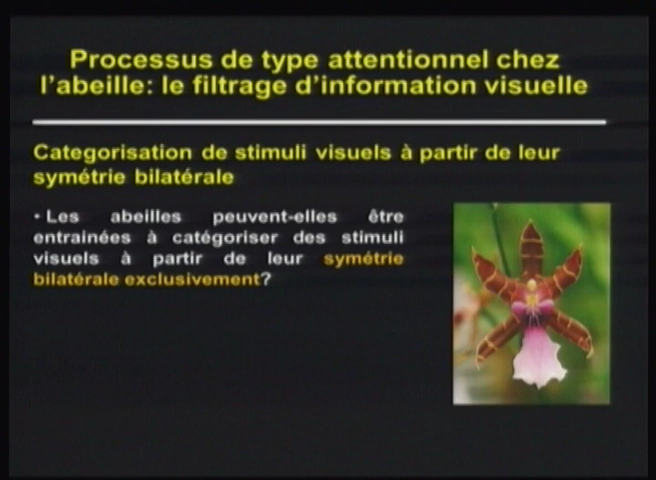 Processus de type attentionnel chez
l'abeille: le filtrage d'information visuelle
Categorisation de stimuli visuels à partir de leur
symétrie bilatérale
• Les abeilles peuvent-elles être
entrainées à catégoriser des stimuli
visuels à partir de leur symétrie
bilatérale exclusivement?